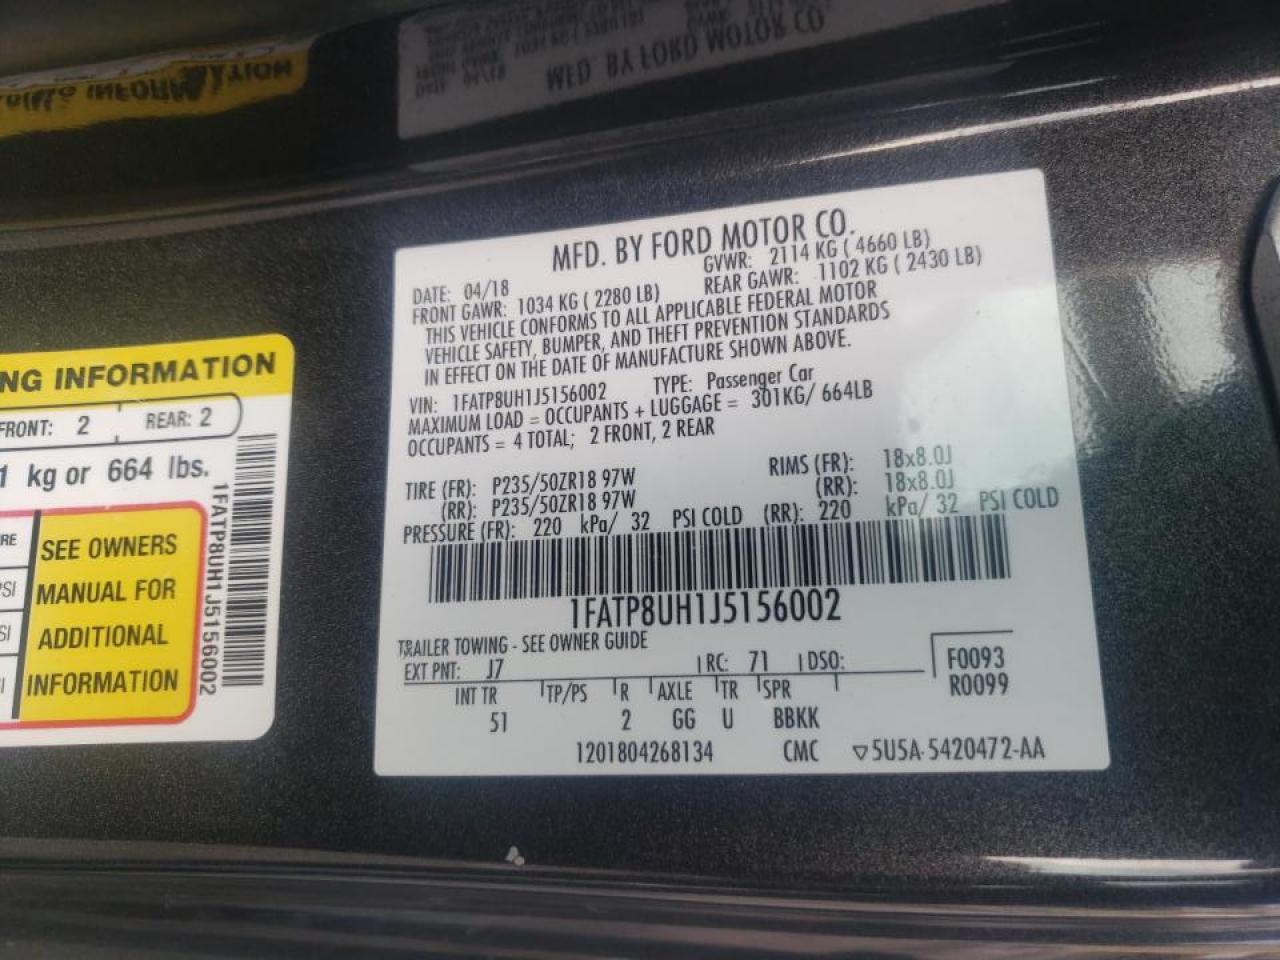 MFD. BY FORD MOTOR CO.
DATE: 04/18 GVWR: 2114 KG ( 4660 LB)
FRONT GAWR: 1034 KG ( 2280 LB) REAR GAWR: 1102 KG ( 2430 LB)
THIS VEHICLE CONFORMS TO ALL APPLICABLE FEDERAL MOTOR
VEHICLE SAFETY, BUMPER, AND THEFT PREVENTION STANDARDS
IN EFFECT ON THE DATE OF MANUFACTURE SHOWN ABOVE.
VIN: 1FATP8UH1J5156002 TYPE: Passenger Car
MAXIMUM LOAD = OCCUPANTS + LUGGAGE = 301KG/ 664LB
OCCUPANTS = 4 TOTAL; 2 FRONT, 2 REAR
TIRE (FR): P235/50ZR18 97W RIMS (FR): 18x8.0J
(RR): P235/50ZR18 97W (RR): 18x8.0J
PRESSURE (FR): 220 kPa/ 32 PSI COLD (RR): 220 kPa/ 32 PSI COLD
1FATP8UH1J5156002
TRAILER TOWING - SEE OWNER GUIDE
EXT PNT: J7 RC: 71 DSO: F0093
R0099
INT TR TP/PS R AXLE TR SPR
51 2 GG U BBKK
1201804268134 CMC ▽5U5A-5420472-AA
NG INFORMATION
FRONT: 2 REAR: 2
1 kg or 664 lbs.
SEE OWNERS
MANUAL FOR
ADDITIONAL
INFORMATION
1FATP8UH1J5156002